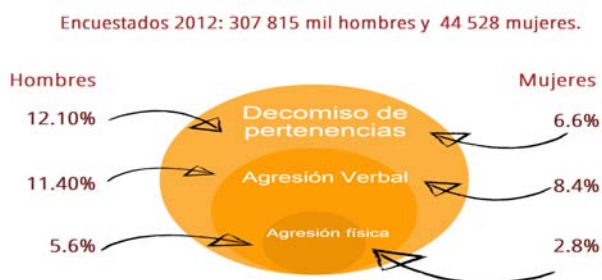 Encuestados 2012: 307 815 mil hombres y 44 528 mujeres.
Hombres
Mujeres
12.10%
Decomiso de
pertenencias
6.6%
11.40%
Agresión Verbal
8.4%
5.6%
Agresión física
2.8%